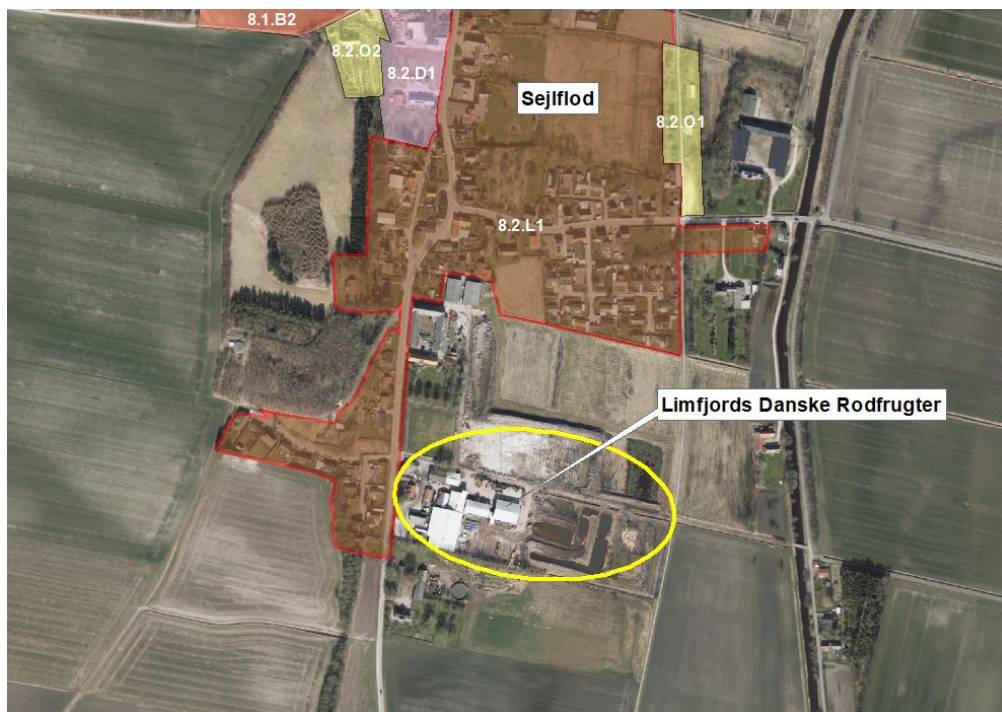 8.1.B2
8.2.O2
8.2.D1
Sejlflod
8.2.O1
8.2.L1
Limfjords Danske Rodfrugter